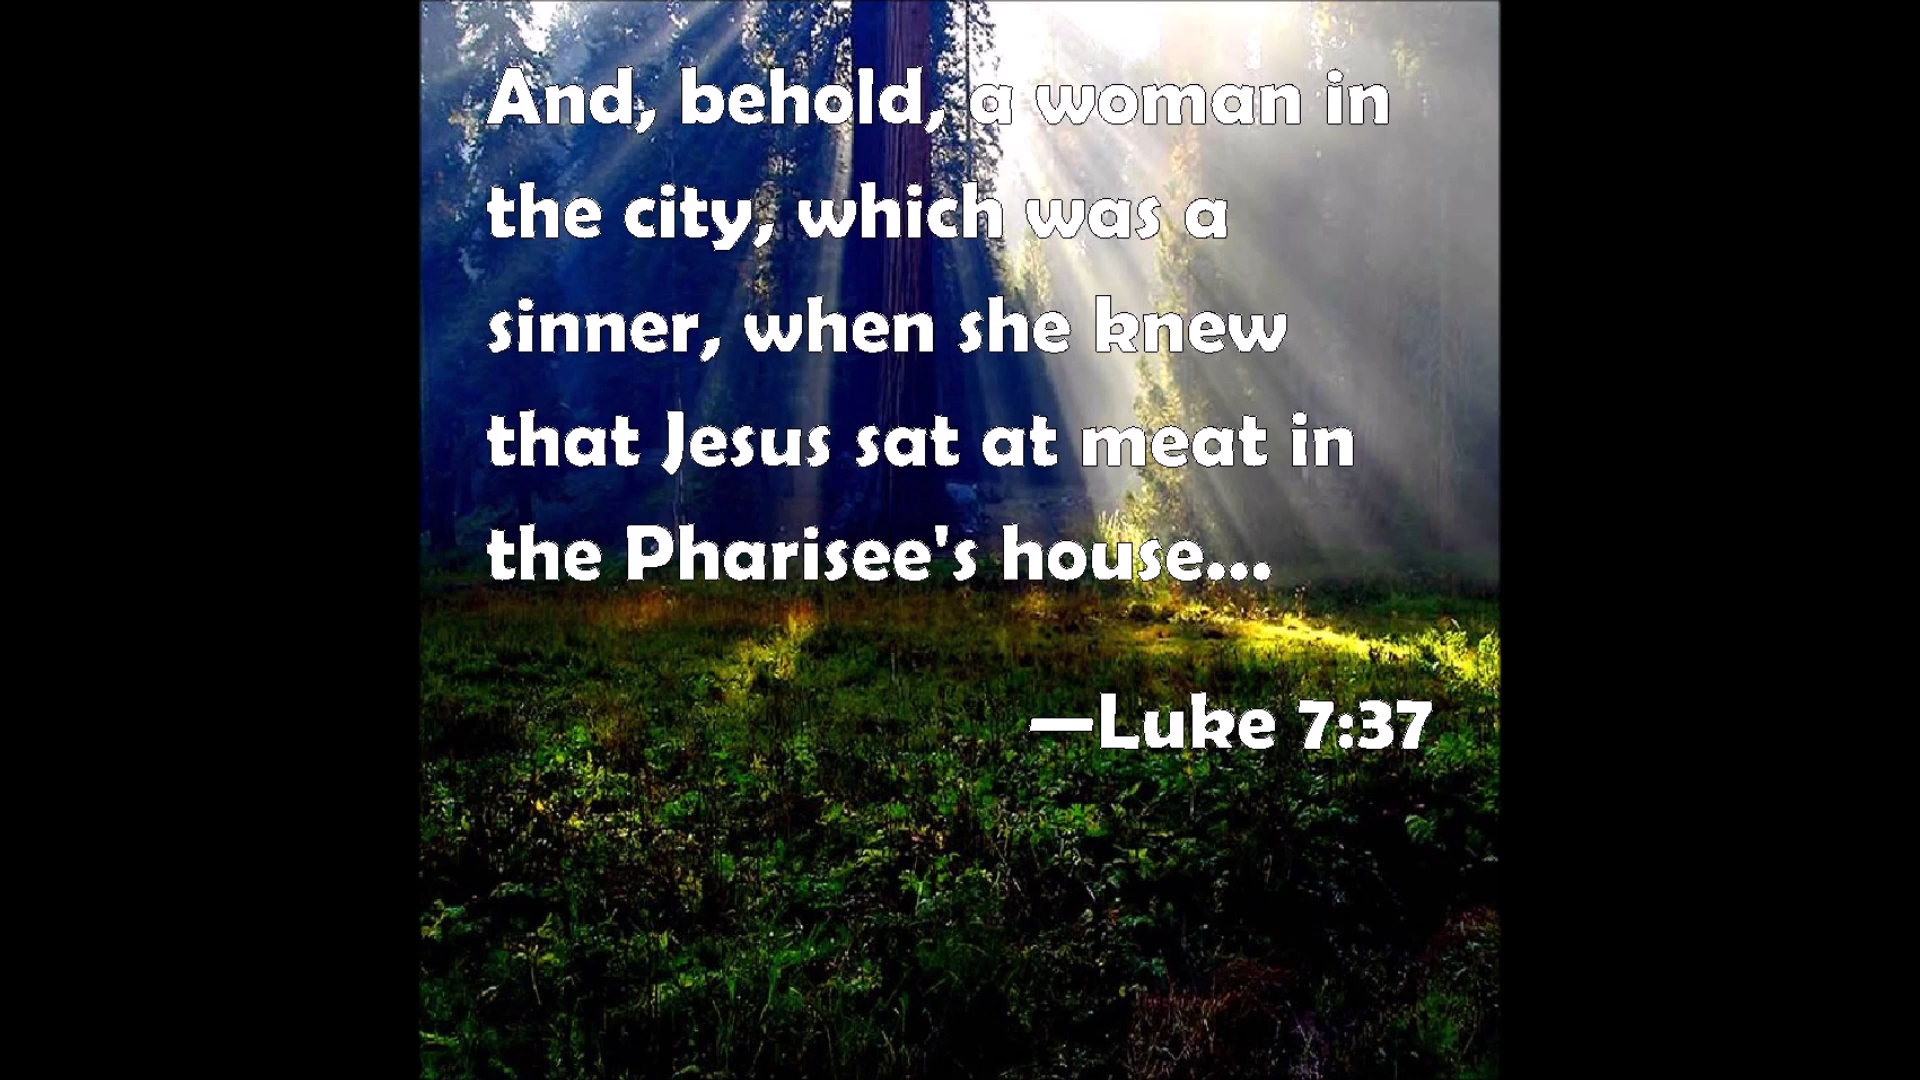 And, behold, a woman in
the city, which was a
sinner, when she knew
that Jesus sat at meat in
the Pharisee's house...
—Luke 7:37